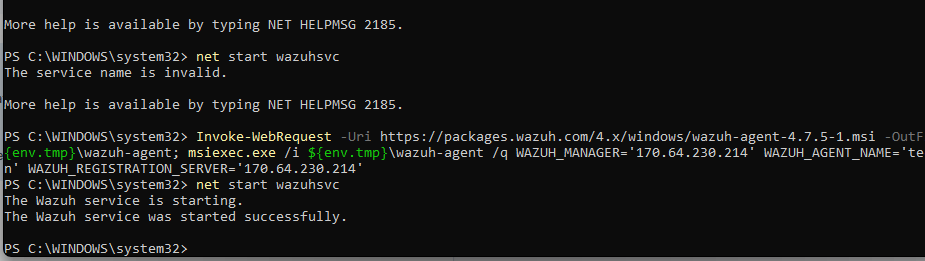 More help is available by typing NET HELPMSG 2185.
PS C:\WINDOWS\system32> net start wazuhsvc
The service name is invalid.
More help is available by typing NET HELPMSG 2185.
PS C:\WINDOWS\system32> Invoke-WebRequest -Uri https://packages.wazuh.com/4.x/windows/wazuh-agent-4.7.5-1.msi -OutF
{env.tmp}\wazuh-agent; msiexec.exe /i ${env.tmp}\wazuh-agent /q WAZUH_MANAGER='170.64.230.214' WAZUH_AGENT_NAME='te
n' WAZUH_REGISTRATION_SERVER='170.64.230.214'
PS C:\WINDOWS\system32> net start wazuhsvc
The Wazuh service is starting.
The Wazuh service was started successfully.
PS C:\WINDOWS\system32>